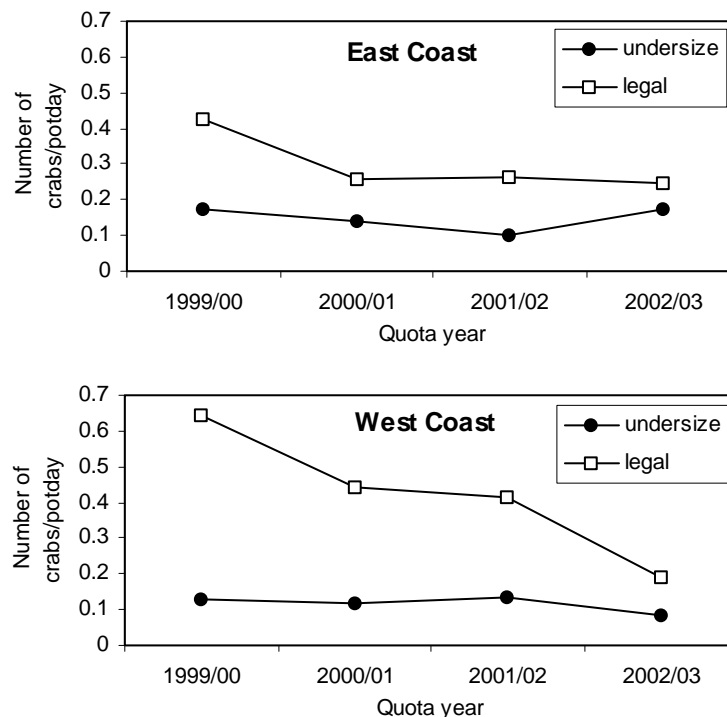 East Coast
undersize
legal
Number of
crabs/potday
0.7
0.6
0.5
0.4
0.3
0.2
0.1
0
1999/00 2000/01 2001/02 2002/03
Quota year
West Coast
undersize
legal
Number of
crabs/potday
0.7
0.6
0.5
0.4
0.3
0.2
0.1
0
1999/00 2000/01 2001/02 2002/03
Quota year